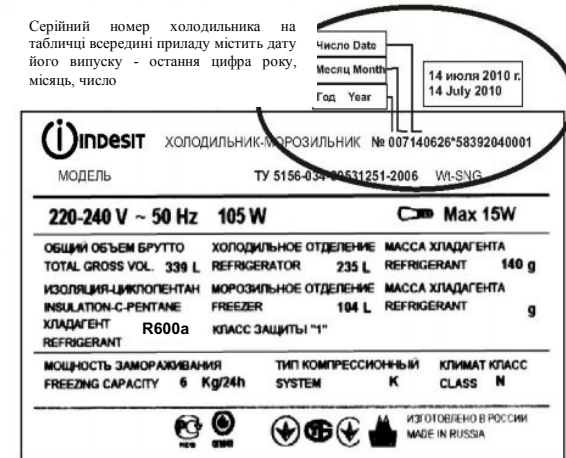 Серійний номер холодильника на
табличці всередині приладу містить дату
його випуску - остання цифра року,
місяць, число
Число Date
Месяц Month
Год Year
14 июля 2010 г.
14 July 2010
indesit ХОЛОДИЛЬНИК-МОРОЗИЛЬНИК № 007140626*58392040001
МОДЕЛЬ ТУ 5156-034-00531251-2006 Wt-SNG
220-240 V ~ 50 Hz 105 W Max 15W
ОБЩИЙ ОБЪЕМ БРУТТО ХОЛОДИЛЬНОЕ ОТДЕЛЕНИЕ МАССА ХЛАДАГЕНТА
TOTAL GROSS VOL. 339 L REFRIGERATOR 235 L REFRIGERANT 140 g
ИЗОЛЯЦИЯ-ЦИКЛОПЕНТАН МОРОЗИЛЬНОЕ ОТДЕЛЕНИЕ МАССА ХЛАДАГЕНТА
INSULATION-C-PENTANE FREEZER 104 L REFRIGERANT g
ХЛАДАГЕНТ R600a КЛАСС ЗАЩИТЫ "1"
REFRIGERANT
МОЩНОСТЬ ЗАМОРАЖИВАНИЯ ТИП КОМПРЕССИОННЫЙ КЛИМАТ КЛАСС
FREEZING CAPACITY 6 Kg/24h SYSTEM K CLASS N
ИЗГОТОВЛЕНО В РОССИИ
MADE IN RUSSIA